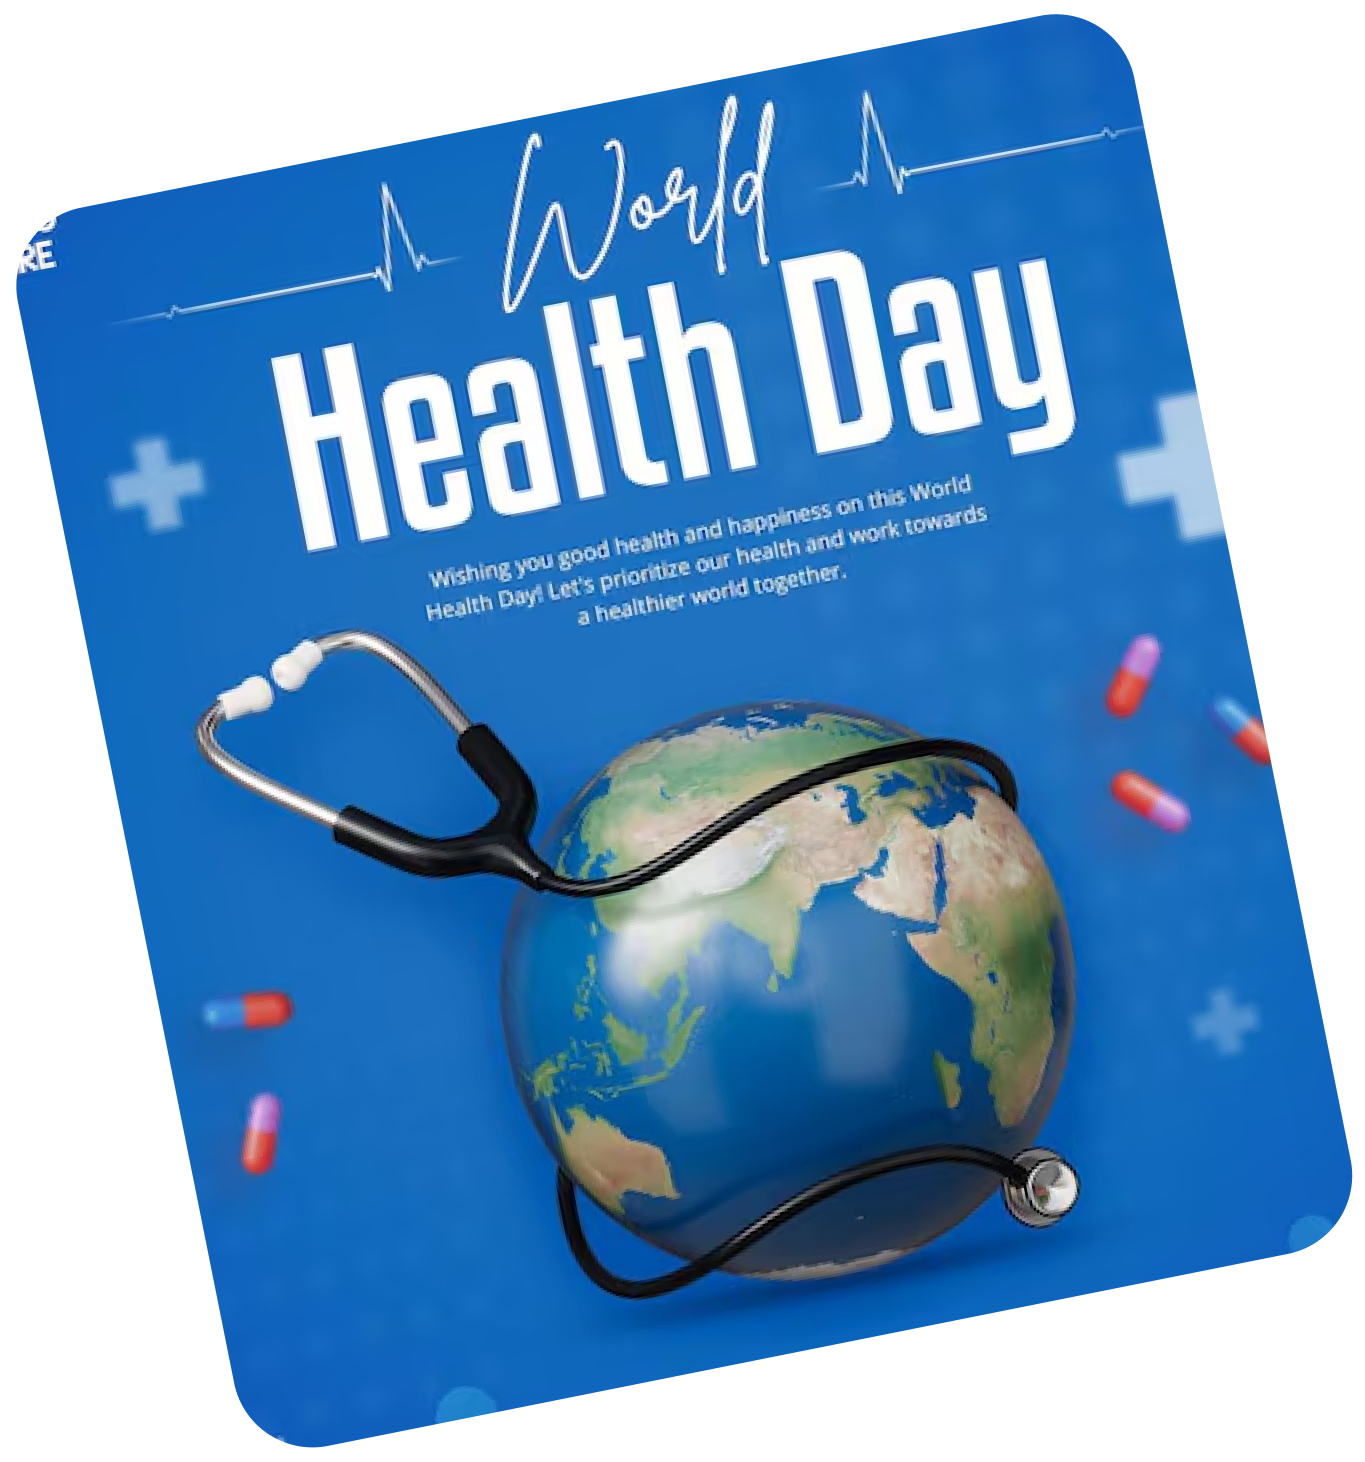 RE
World
Health Day
Wishing you good health and happiness on this World
Health Day! Let's prioritize our health and work towards
a healthier world together.